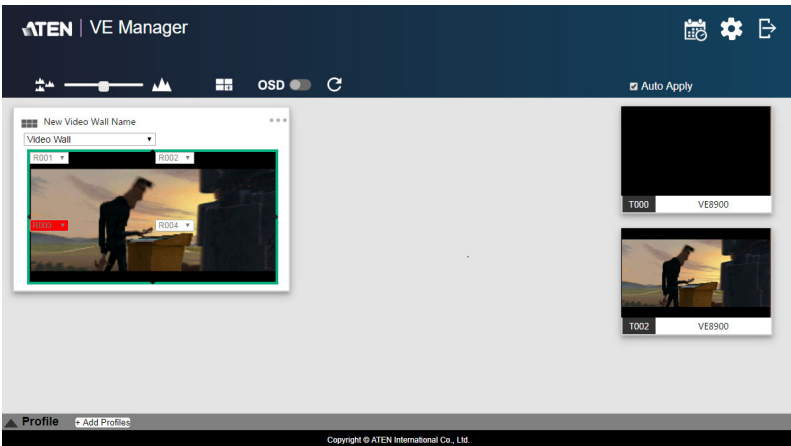 ATEN | VE Manager
OSD
Auto Apply
New Video Wall Name
Video Wall
R001
R002
R003
R004
T000
VE8900
T002
VE8900
Profile
+ Add Profiles
Copyright © ATEN International Co., Ltd.